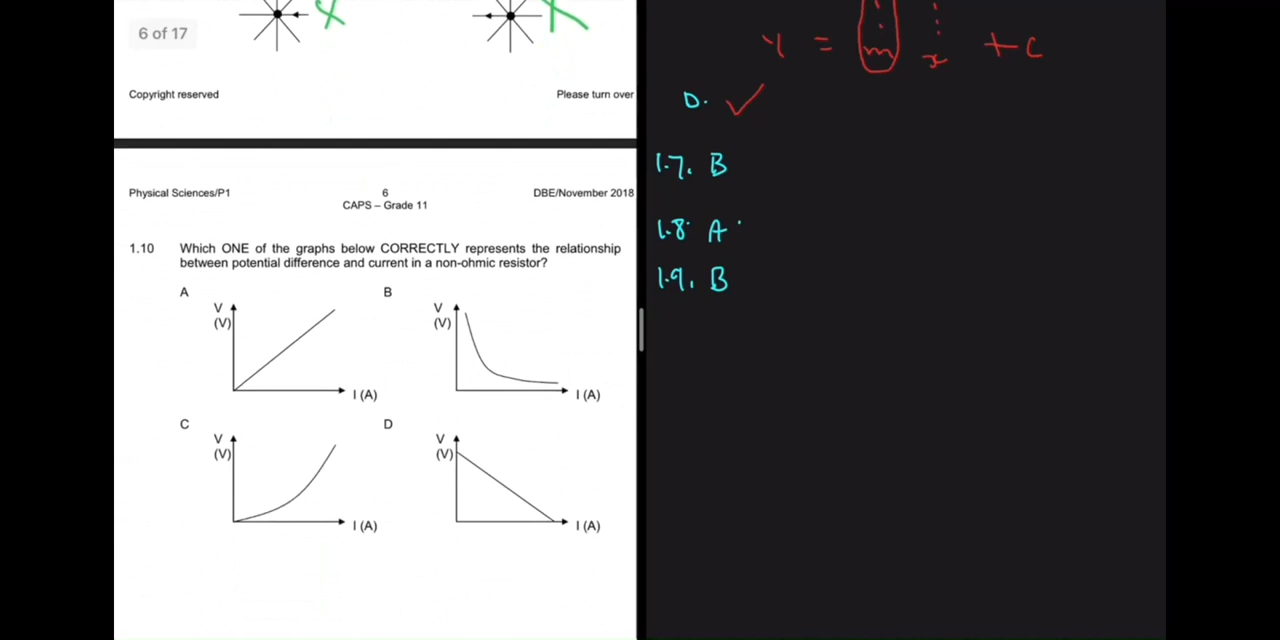 6 of 17
Copyright reserved
Please turn over
Physical Sciences/P1
6
DBE/November 2018
CAPS – Grade 11
1.10 Which ONE of the graphs below CORRECTLY represents the relationship
between potential difference and current in a non-ohmic resistor?
A
V
(V)
I (A)
B
V
(V)
I (A)
C
V
(V)
I (A)
D
V
(V)
I (A)
y = m x + c
D. ✓
1.7. B
1.8. A
1.9. B